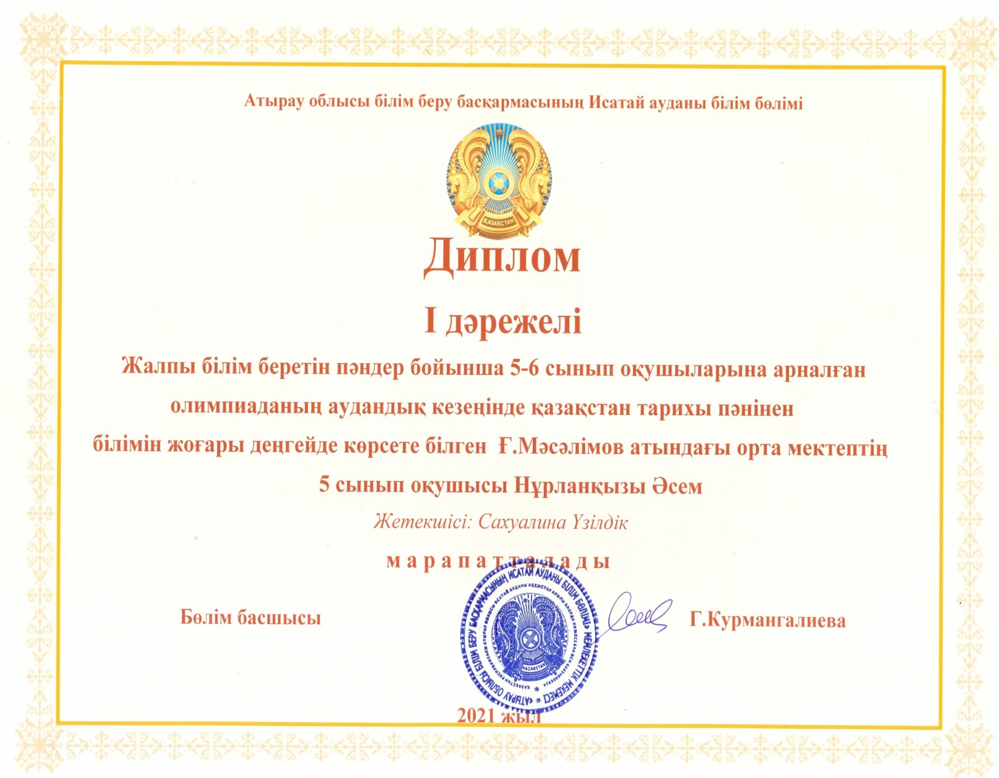 Атырау облысы білім беру басқармасының Исатай ауданы білім бөлімі
ҚАЗАҚСТАН
Диплом
І дәрежелі
Жалпы білім беретін пәндер бойынша 5-6 сынып оқушыларына арналған
олимпиаданың аудандық кезеңінде қазақстан тарихы пәнінен
білімін жоғары деңгейде көрсете білген Ғ.Мәсәлімов атындағы орта мектептің
5 сынып оқушысы Нұрланқызы Әсем
Жетекшісі: Сахуалина Үзілдік
м а р а п а т т а л а д ы
Бөлім басшысы
«АТЫРАУ ОБЛЫСЫ БІЛІМ БЕРУ БАСҚАРМАСЫНЫҢ ИСАТАЙ АУДАНЫ БІЛІМ БӨЛІМІ» МЕМЛЕКЕТТІК МЕКЕМЕСІ
QAZAQSTAN
Г.Курмангалиева
2021 жыл